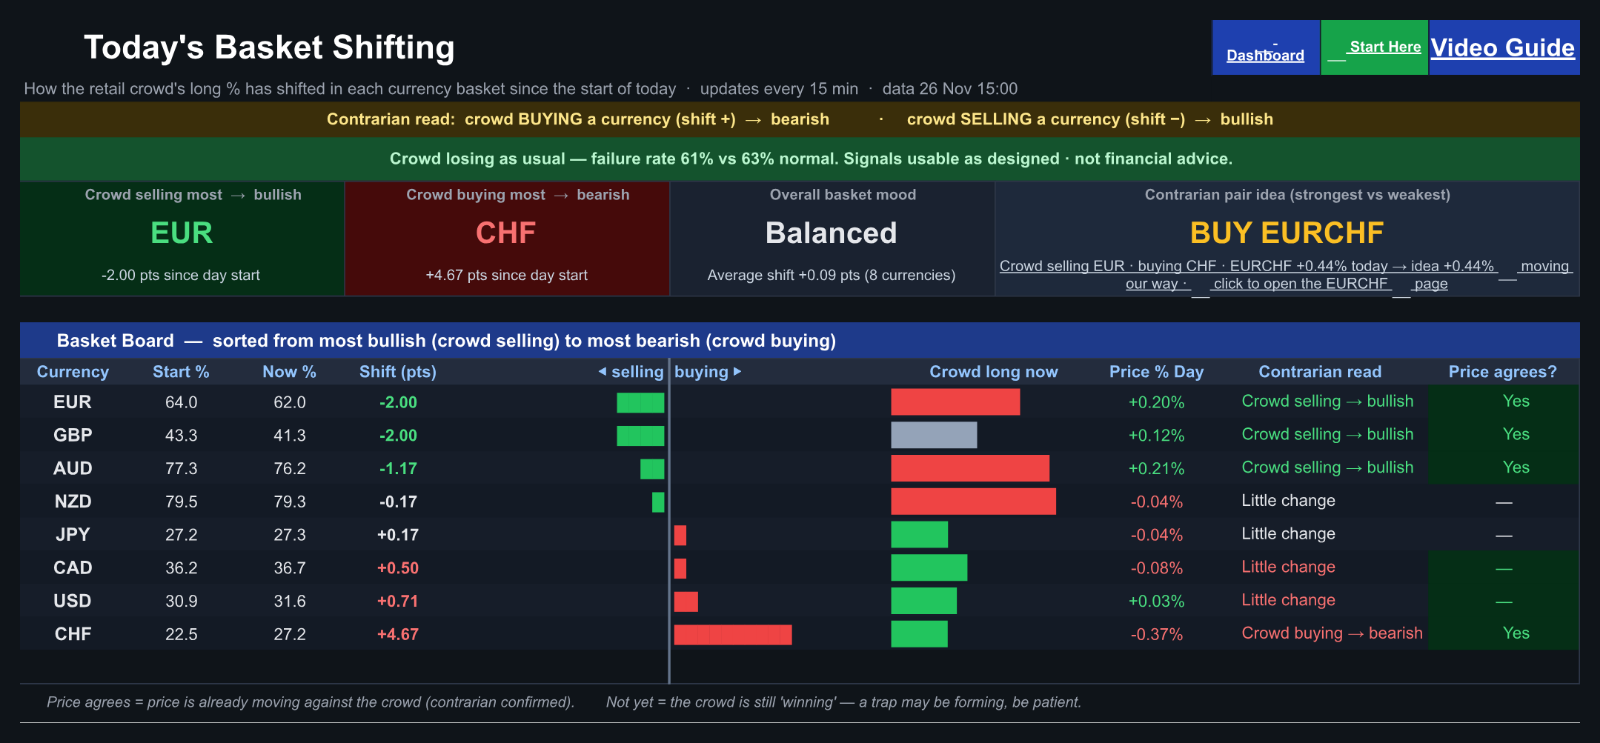 Today's Basket Shifting
Dashboard
Start Here
Video Guide
How the retail crowd's long % has shifted in each currency basket since the start of today · updates every 15 min · data 26 Nov 15:00
Contrarian read: crowd BUYING a currency (shift +) → bearish · crowd SELLING a currency (shift −) → bullish
Crowd losing as usual — failure rate 61% vs 63% normal. Signals usable as designed · not financial advice.
Crowd selling most → bullish
EUR
-2.00 pts since day start
Crowd buying most → bearish
CHF
+4.67 pts since day start
Overall basket mood
Balanced
Average shift +0.09 pts (8 currencies)
Contrarian pair idea (strongest vs weakest)
BUY EURCHF
Crowd selling EUR · buying CHF · EURCHF +0.44% today → idea +0.44% moving
our way · click to open the EURCHF page
Basket Board — sorted from most bullish (crowd selling) to most bearish (crowd buying)
Currency Start % Now % Shift (pts) ◄ selling buying ► Crowd long now Price % Day Contrarian read Price agrees?
EUR 64.0 62.0 -2.00 +0.20% Crowd selling → bullish Yes
GBP 43.3 41.3 -2.00 +0.12% Crowd selling → bullish Yes
AUD 77.3 76.2 -1.17 +0.21% Crowd selling → bullish Yes
NZD 79.5 79.3 -0.17 -0.04% Little change —
JPY 27.2 27.3 +0.17 -0.04% Little change —
CAD 36.2 36.7 +0.50 -0.08% Little change —
USD 30.9 31.6 +0.71 +0.03% Little change —
CHF 22.5 27.2 +4.67 -0.37% Crowd buying → bearish Yes
Price agrees = price is already moving against the crowd (contrarian confirmed). Not yet = the crowd is still 'winning' — a trap may be forming, be patient.